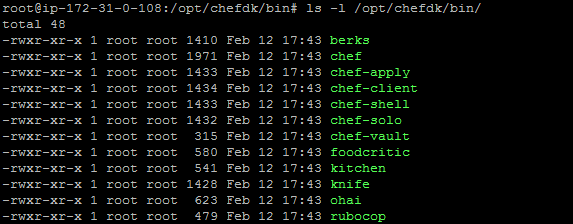 root@ip-172-31-0-108:/opt/chefdk/bin# ls -l /opt/chefdk/bin/
total 48
-rwxr-xr-x 1 root root 1410 Feb 12 17:43 berks
-rwxr-xr-x 1 root root 1971 Feb 12 17:43 chef
-rwxr-xr-x 1 root root 1433 Feb 12 17:43 chef-apply
-rwxr-xr-x 1 root root 1434 Feb 12 17:43 chef-client
-rwxr-xr-x 1 root root 1433 Feb 12 17:43 chef-shell
-rwxr-xr-x 1 root root 1432 Feb 12 17:43 chef-solo
-rwxr-xr-x 1 root root  315 Feb 12 17:43 chef-vault
-rwxr-xr-x 1 root root  580 Feb 12 17:43 foodcritic
-rwxr-xr-x 1 root root  541 Feb 12 17:43 kitchen
-rwxr-xr-x 1 root root 1428 Feb 12 17:43 knife
-rwxr-xr-x 1 root root  623 Feb 12 17:43 ohai
-rwxr-xr-x 1 root root  479 Feb 12 17:43 rubocop